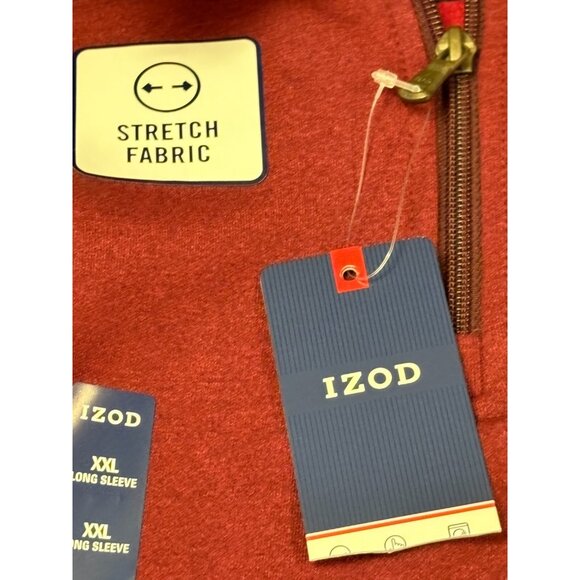 STRETCH
FABRIC
IZOD
IZOD
XXL
LONG SLEEVE
XXL
LONG SLEEVE